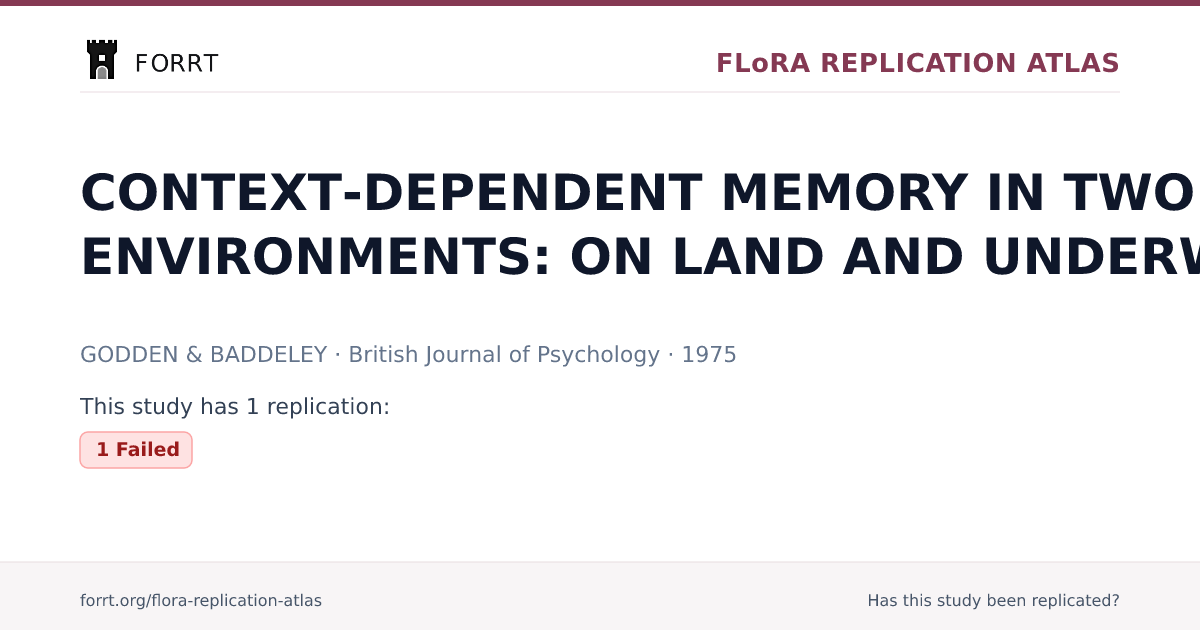 FORRT
FLoRA REPLICATION ATLAS
CONTEXT-DEPENDENT MEMORY IN TWO
ENVIRONMENTS: ON LAND AND
GODDEN & BADDELEY · British Journal of Psychology · 1975
This study has 1 replication:
1 Failed
forrt.org/flora-replication-atlas
Has this study been replicated?